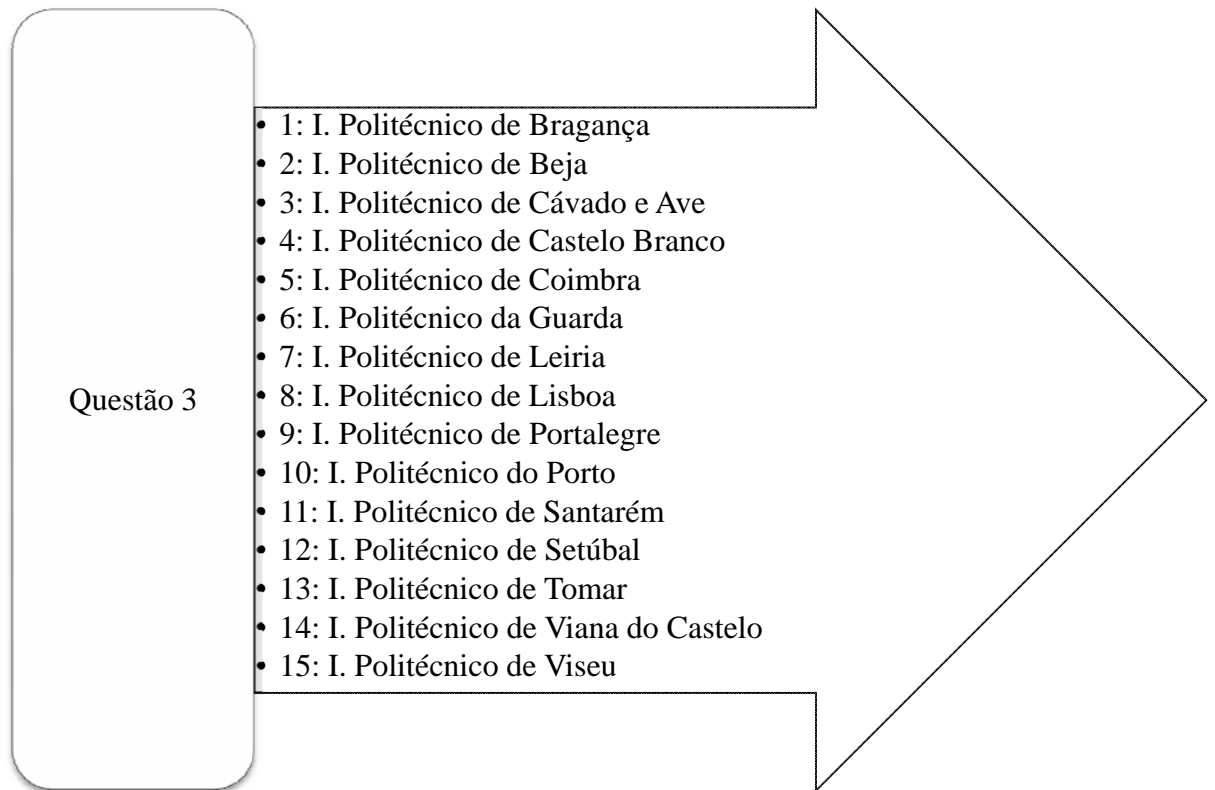 Questão 3
• 1: I. Politécnico de Bragança
• 2: I. Politécnico de Beja
• 3: I. Politécnico de Cávado e Ave
• 4: I. Politécnico de Castelo Branco
• 5: I. Politécnico de Coimbra
• 6: I. Politécnico da Guarda
• 7: I. Politécnico de Leiria
• 8: I. Politécnico de Lisboa
• 9: I. Politécnico de Portalegre
• 10: I. Politécnico do Porto
• 11: I. Politécnico de Santarém
• 12: I. Politécnico de Setúbal
• 13: I. Politécnico de Tomar
• 14: I. Politécnico de Viana do Castelo
• 15: I. Politécnico de Viseu